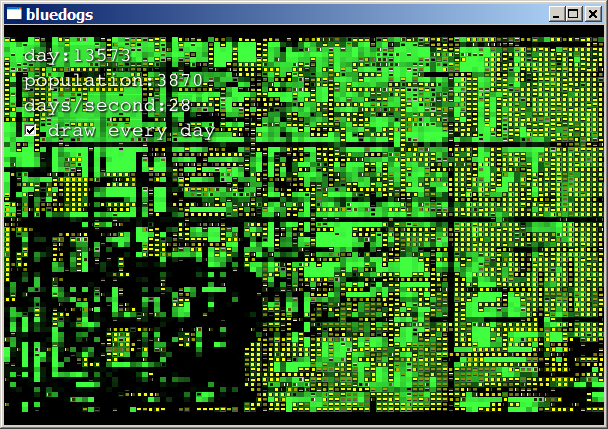 bluedogs
day:13573
population:3870
days/second:28
draw every day